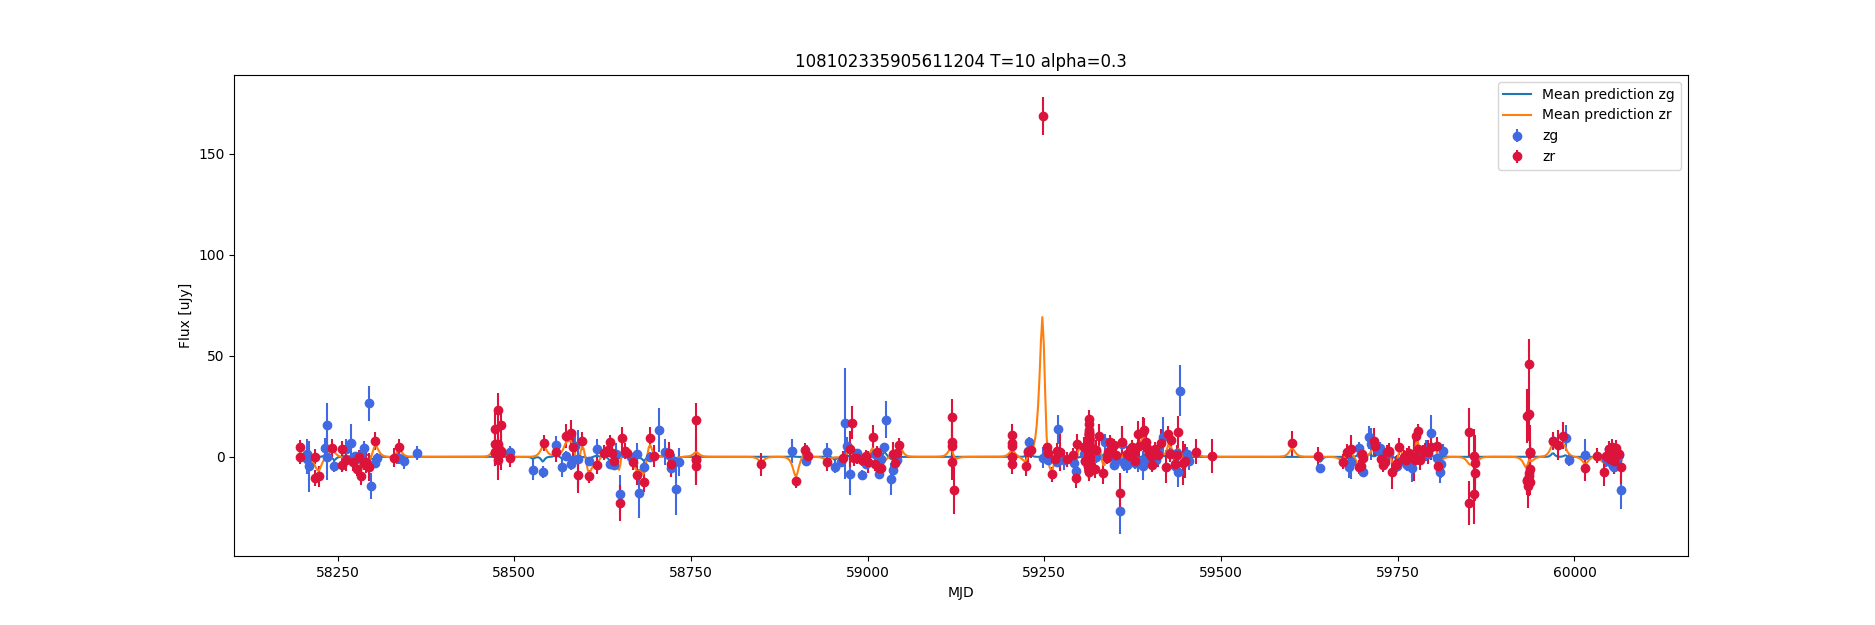 108102335905611204 T=10 alpha=0.3
Mean prediction zg
Mean prediction zr
zg
zr
150
100
50
0
Flux [uJy]
58250 58500 58750 59000 59250 59500 59750 60000
MJD